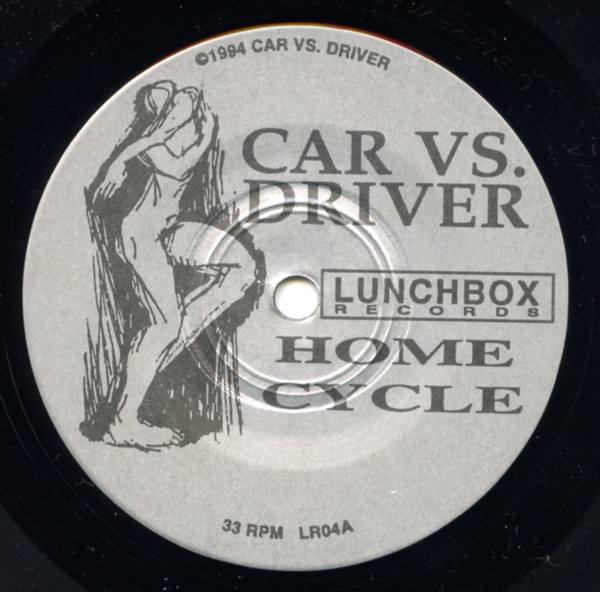 ©1994 CAR VS. DRIVER
CAR VS.
DRIVER
LUNCHBOX
RECORDS
HOME
CYCLE
33 RPM LR04A